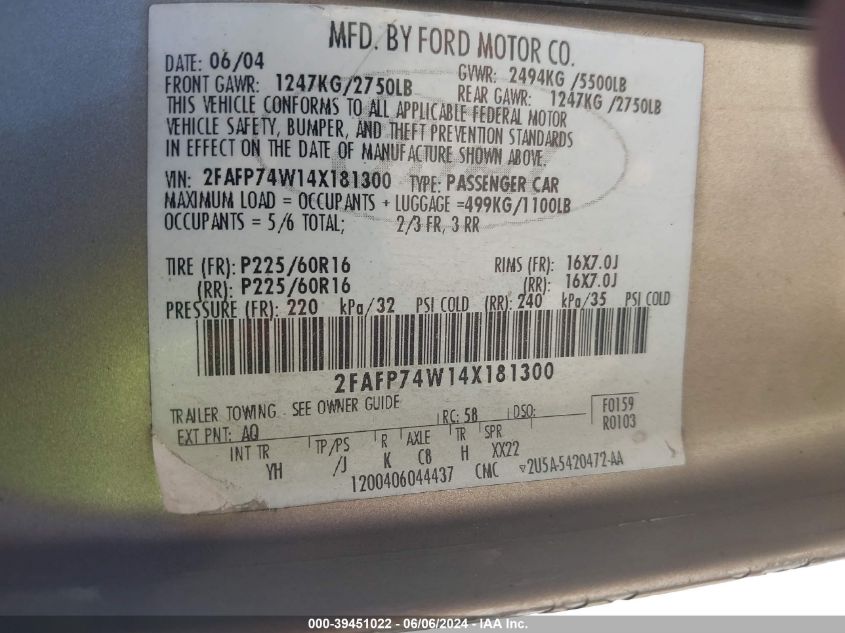 MFD. BY FORD MOTOR CO.
DATE: 06/04 GVWR: 2494KG /5500LB
FRONT GAWR: 1247KG/2750LB REAR GAWR: 1247KG /2750LB
THIS VEHICLE CONFORMS TO ALL APPLICABLE FEDERAL MOTOR
VEHICLE SAFETY, BUMPER, AND THEFT PREVENTION STANDARDS
IN EFFECT ON THE DATE OF MANUFACTURE SHOWN ABOVE.
VIN: 2FAFP74W14X181300 TYPE: PASSENGER CAR
MAXIMUM LOAD = OCCUPANTS + LUGGAGE =499KG/1100LB
OCCUPANTS = 5/6 TOTAL; 2/3 FR, 3 RR
TIRE (FR): P225/60R16 RIMS (FR): 16X7.0J
(RR): P225/60R16 (RR): 16X7.0J
PRESSURE (FR): 220 kPa/32 PSI COLD (RR): 240 kPa/35 PSI COLD
2FAFP74W14X181300
TRAILER TOWING - SEE OWNER GUIDE
EXT PNT: AQ RC: 58 DSO: F0159
R0103
INT TR TP/PS R AXLE TR SPR
YH /J K C8 H XX22
1200406044437 CMC ▽2U5A-5420472-AA
000-39451022 - 06/06/2024 - IAA Inc.